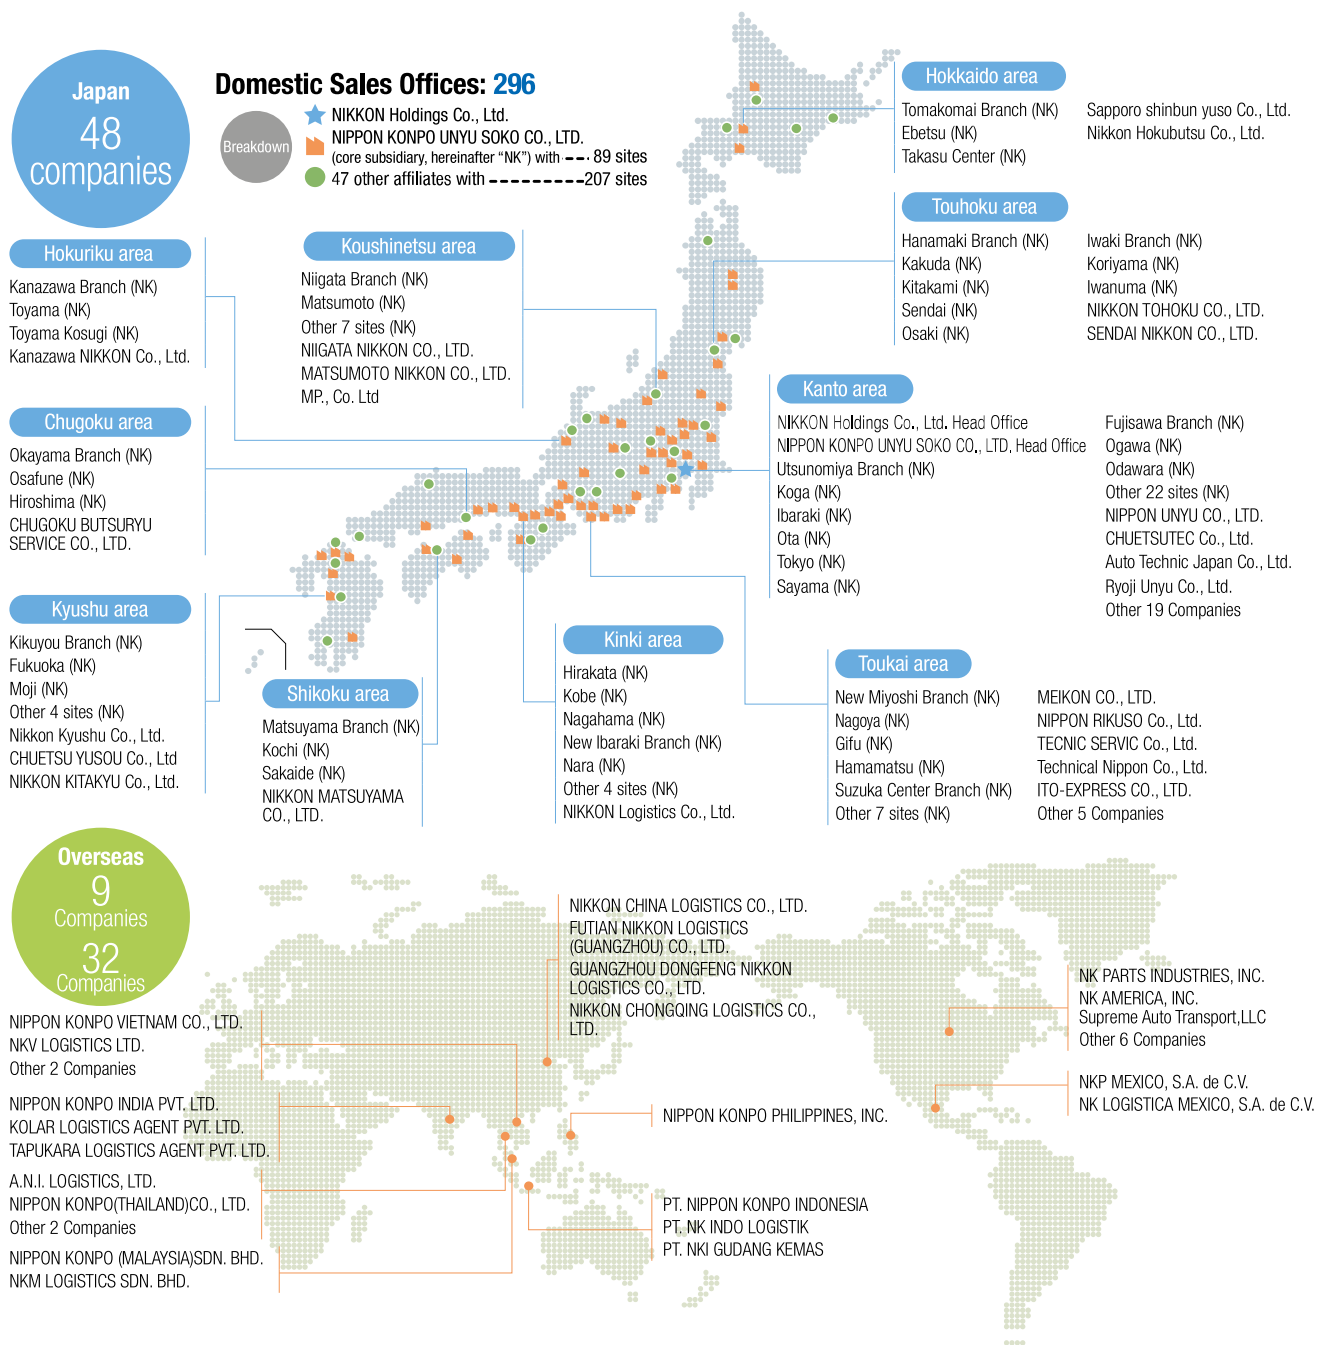 Japan
48
companies
Domestic Sales Offices: 296
Breakdown
NIKKON Holdings Co., Ltd.
NIPPON KONPO UNYU SOKO CO., LTD.
(core subsidiary, hereinafter “NK”) with 89 sites
47 other affiliates with 207 sites
Hokkaido area
Tomakomai Branch (NK)
Ebetsu (NK)
Takasu Center (NK)
Sapporo shinbun yuso Co., Ltd.
Nikkon Hokubutsu Co., Ltd.
Touhoku area
Hanamaki Branch (NK)
Kakuda (NK)
Kitakami (NK)
Sendai (NK)
Osaki (NK)
Iwaki Branch (NK)
Koriyama (NK)
Iwanuma (NK)
NIKKON TOHOKU CO., LTD.
SENDAI NIKKON CO., LTD.
Hokuriku area
Kanazawa Branch (NK)
Toyama (NK)
Toyama Kosugi (NK)
Kanazawa NIKKON Co., Ltd.
Koushinetsu area
Niigata Branch (NK)
Matsumoto (NK)
Other 7 sites (NK)
NIIGATA NIKKON CO., LTD.
MATSUMOTO NIKKON CO., LTD.
MP., Co. Ltd
Kanto area
NIKKON Holdings Co., Ltd. Head Office
NIPPON KONPO UNYU SOKO CO., LTD. Head Office
Utsunomiya Branch (NK)
Koga (NK)
Ibaraki (NK)
Ota (NK)
Tokyo (NK)
Sayama (NK)
Fujisawa Branch (NK)
Ogawa (NK)
Odawara (NK)
Other 22 sites (NK)
NIPPON UNYU CO., LTD.
CHUETSUTEC Co., Ltd.
Auto Technic Japan Co., Ltd.
Ryoji Unyu Co., Ltd.
Other 19 Companies
Chugoku area
Okayama Branch (NK)
Osafune (NK)
Hiroshima (NK)
CHUGOKU BUTSURYU
SERVICE CO., LTD.
Kyushu area
Kikuyou Branch (NK)
Fukuoka (NK)
Moji (NK)
Other 4 sites (NK)
Nikkon Kyushu Co., Ltd.
CHUETSU YUSOU Co., Ltd
NIKKON KITAKYU Co., Ltd.
Shikoku area
Matsuyama Branch (NK)
Kochi (NK)
Sakaide (NK)
NIKKON MATSUYAMA
CO., LTD.
Kinki area
Hirakata (NK)
Kobe (NK)
Nagahama (NK)
New Ibaraki Branch (NK)
Nara (NK)
Other 4 sites (NK)
NIKKON Logistics Co., Ltd.
Toukai area
New Miyoshi Branch (NK)
Nagoya (NK)
Gifu (NK)
Hamamatsu (NK)
Suzuka Center Branch (NK)
Other 7 sites (NK)
MEIKON CO., LTD.
NIPPON RIKUSO Co., Ltd.
TECNIC SERVIC Co., Ltd.
Technical Nippon Co., Ltd.
ITO-EXPRESS CO., LTD.
Other 5 Companies
Overseas
9
Companies
32
Companies
NIPPON KONPO VIETNAM CO., LTD.
NKV LOGISTICS LTD.
Other 2 Companies
NIPPON KONPO INDIA PVT. LTD.
KOLAR LOGISTICS AGENT PVT. LTD.
TAPUKARA LOGISTICS AGENT PVT. LTD.
A.N.I. LOGISTICS, LTD.
NIPPON KONPO(THAILAND)CO., LTD.
Other 2 Companies
NIPPON KONPO (MALAYSIA)SDN. BHD.
NKM LOGISTICS SDN. BHD.
NIKKON CHINA LOGISTICS CO., LTD.
FUTIAN NIKKON LOGISTICS
(GUANGZHOU) CO., LTD.
GUANGZHOU DONGFENG NIKKON
LOGISTICS CO., LTD.
NIKKON CHONGQING LOGISTICS CO.,
LTD.
NIPPON KONPO PHILIPPINES, INC.
PT. NIPPON KONPO INDONESIA
PT. NK INDO LOGISTIK
PT. NKI GUDANG KEMAS
NK PARTS INDUSTRIES, INC.
NK AMERICA, INC.
Supreme Auto Transport,LLC
Other 6 Companies
NKP MEXICO, S.A. de C.V.
NK LOGISTICA MEXICO, S.A. de C.V.